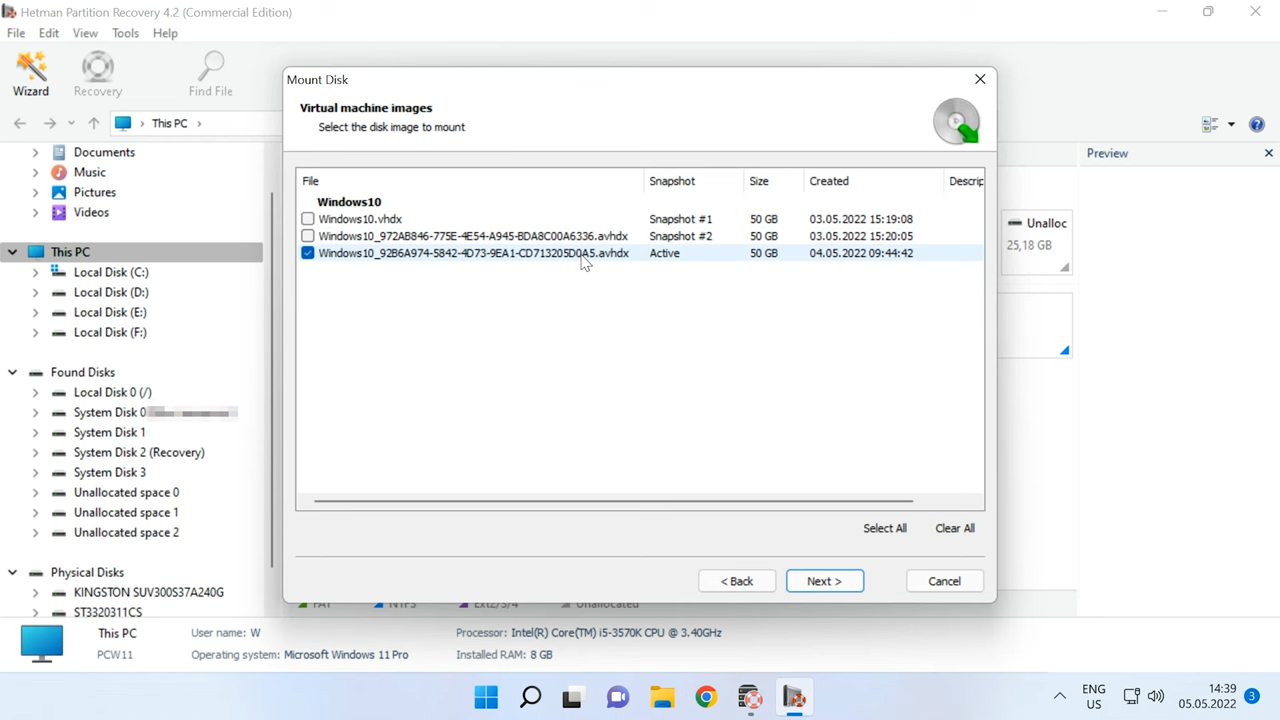 Hetman Partition Recovery 4.2 (Commercial Edition)
File Edit View Tools Help
Wizard Recovery Find File
This PC
Documents
Music
Pictures
Videos
This PC
Local Disk (C:)
Local Disk (D:)
Local Disk (E:)
Local Disk (F:)
Found Disks
Local Disk 0 (/)
System Disk 0
System Disk 1
System Disk 2 (Recovery)
System Disk 3
Unallocated space 0
Unallocated space 1
Unallocated space 2
Physical Disks
KINGSTON SUV300S37A240G
ST3320311CS
Mount Disk
Virtual machine images
Select the disk image to mount
File Snapshot Size Created Descrip
Windows10
Windows10.vhdx Snapshot #1 50 GB 03.05.2022 15:19:08
Windows10_972AB846-775E-4E54-A945-BDA8C00A6336.avhdx Snapshot #2 50 GB 03.05.2022 15:20:05
Windows10_92B6A974-5842-4D73-9EA1-CD713205D0A5.avhdx Active 50 GB 04.05.2022 09:44:42
Select All Clear All
< Back Next > Cancel
Preview
Unalloc
25,18 GB
FAT NTFS Ext2/3/4 Unallocated
This PC User name: W Processor: Intel(R) Core(TM) i5-3570K CPU @ 3.40GHz
PCW11 Operating system: Microsoft Windows 11 Pro Installed RAM: 8 GB
ENG
US
14:39
05.05.2022
3